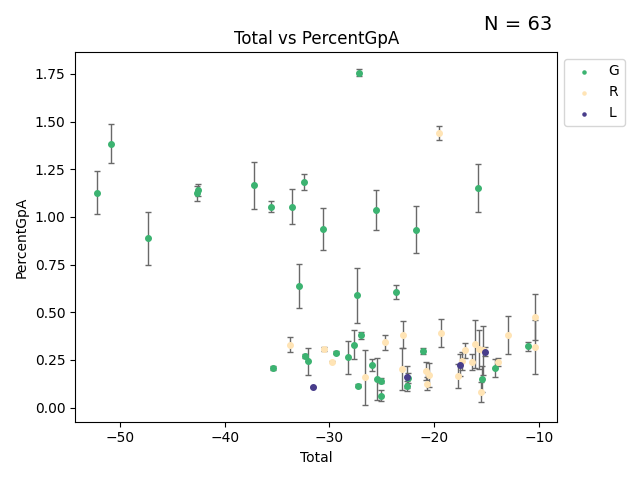 N = 63
Total vs PercentGpA
G
R
L
PercentGpA
1.75
1.50
1.25
1.00
0.75
0.50
0.25
0.00
−50
−40
−30
−20
−10
Total